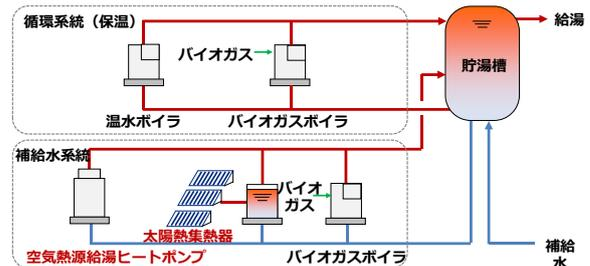 循環系統（保温）
給湯
バイオガス
貯湯槽
温水ボイラ
バイオガスボイラ
補給水系統
バイオ
ガス
太陽熱集熱器
補給
水
空気熱源給湯ヒートポンプ
バイオガスボイラ